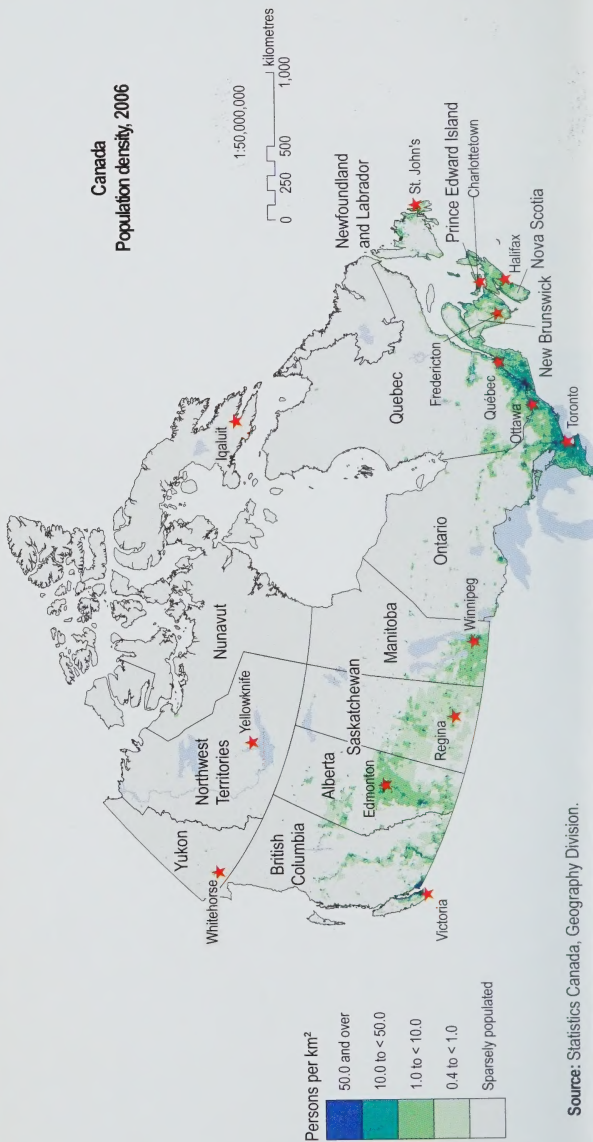 Canada
Population density, 2006
1:50,000,000
kilometres
0 250 500 1,000
Persons per km²
50.0 and over
10.0 to < 50.0
1.0 to < 10.0
0.4 to < 1.0
Sparsely populated
Yukon
Whitehorse
Northwest
Territories
Yellowknife
Nunavut
Iqaluit
British
Columbia
Victoria
Alberta
Edmonton
Saskatchewan
Regina
Manitoba
Winnipeg
Ontario
Toronto
Ottawa
Quebec
Québec
Newfoundland
and Labrador
St. John's
Prince Edward Island
Charlottetown
Fredericton
New Brunswick
Halifax
Nova Scotia
Source: Statistics Canada, Geography Division.